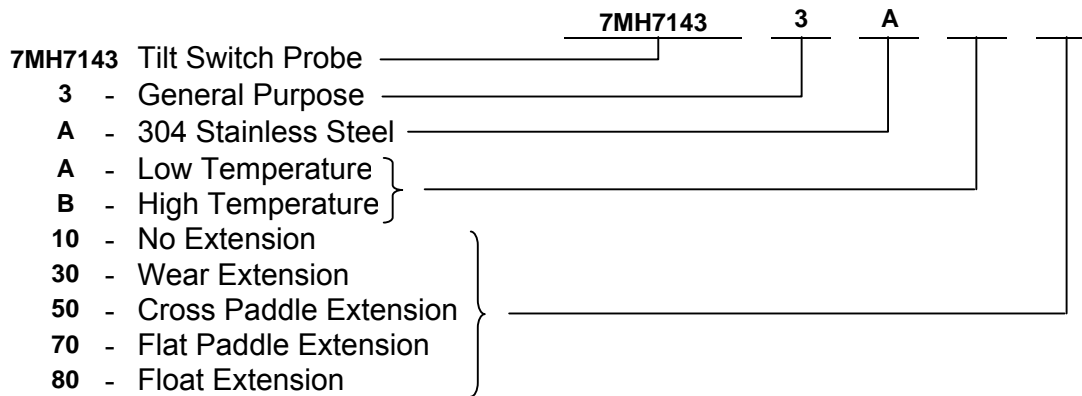 7MH7143 3 A
7MH7143 Tilt Switch Probe
3 - General Purpose
A - 304 Stainless Steel
A - Low Temperature
B - High Temperature
10 - No Extension
30 - Wear Extension
50 - Cross Paddle Extension
70 - Flat Paddle Extension
80 - Float Extension